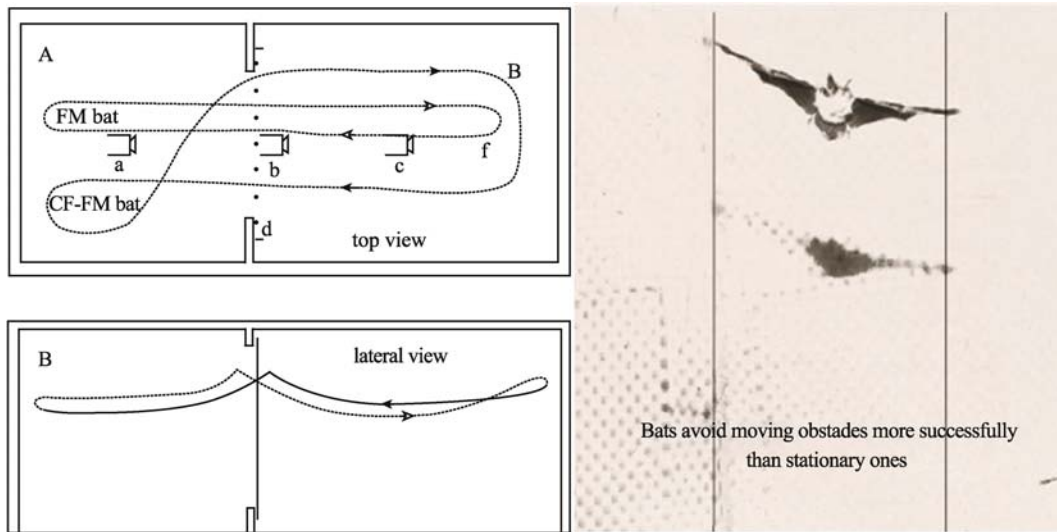 A
B
FM bat
a
b
c
f
CF-FM bat
d
top view
B
lateral view
Bats avoid moving obstades more successfully
than stationary ones